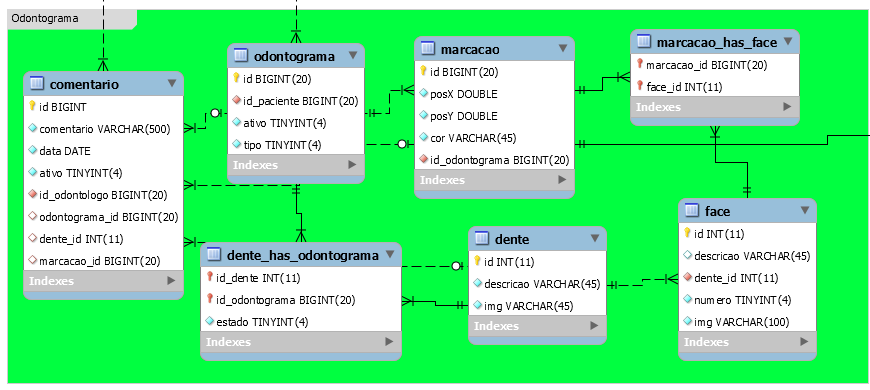 Odontograma
comentario
id BIGINT
comentario VARCHAR(500)
data DATE
ativo TINYINT(4)
id_odontologo BIGINT(20)
odontograma_id BIGINT(20)
dente_id INT(11)
marcacao_id BIGINT(20)
Indexes
odontograma
id BIGINT(20)
id_paciente BIGINT(20)
ativo TINYINT(4)
tipo TINYINT(4)
Indexes
marcacao
id BIGINT(20)
posX DOUBLE
posY DOUBLE
cor VARCHAR(45)
id_odontograma BIGINT(20)
Indexes
marcacao_has_face
marcacao_id BIGINT(20)
face_id INT(11)
Indexes
dente_has_odontograma
id_dente INT(11)
id_odontograma BIGINT(20)
estado TINYINT(4)
Indexes
dente
id INT(11)
descricao VARCHAR(45)
img VARCHAR(45)
Indexes
face
id INT(11)
descricao VARCHAR(45)
dente_id INT(11)
numero TINYINT(4)
img VARCHAR(100)
Indexes